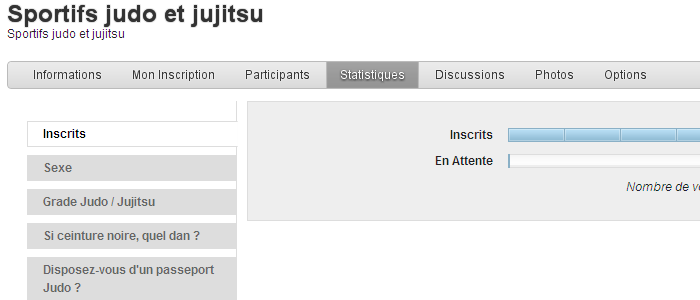 Sportifs judo et jujitsu
Sportifs judo et jujitsu
Informations Mon Inscription Participants Statistiques Discussions Photos Options
Inscrits
Sexe
Grade Judo / Jujitsu
Si ceinture noire, quel dan ?
Disposez-vous d'un passeport
Judo ?
Inscrits
En Attente
Nombre de